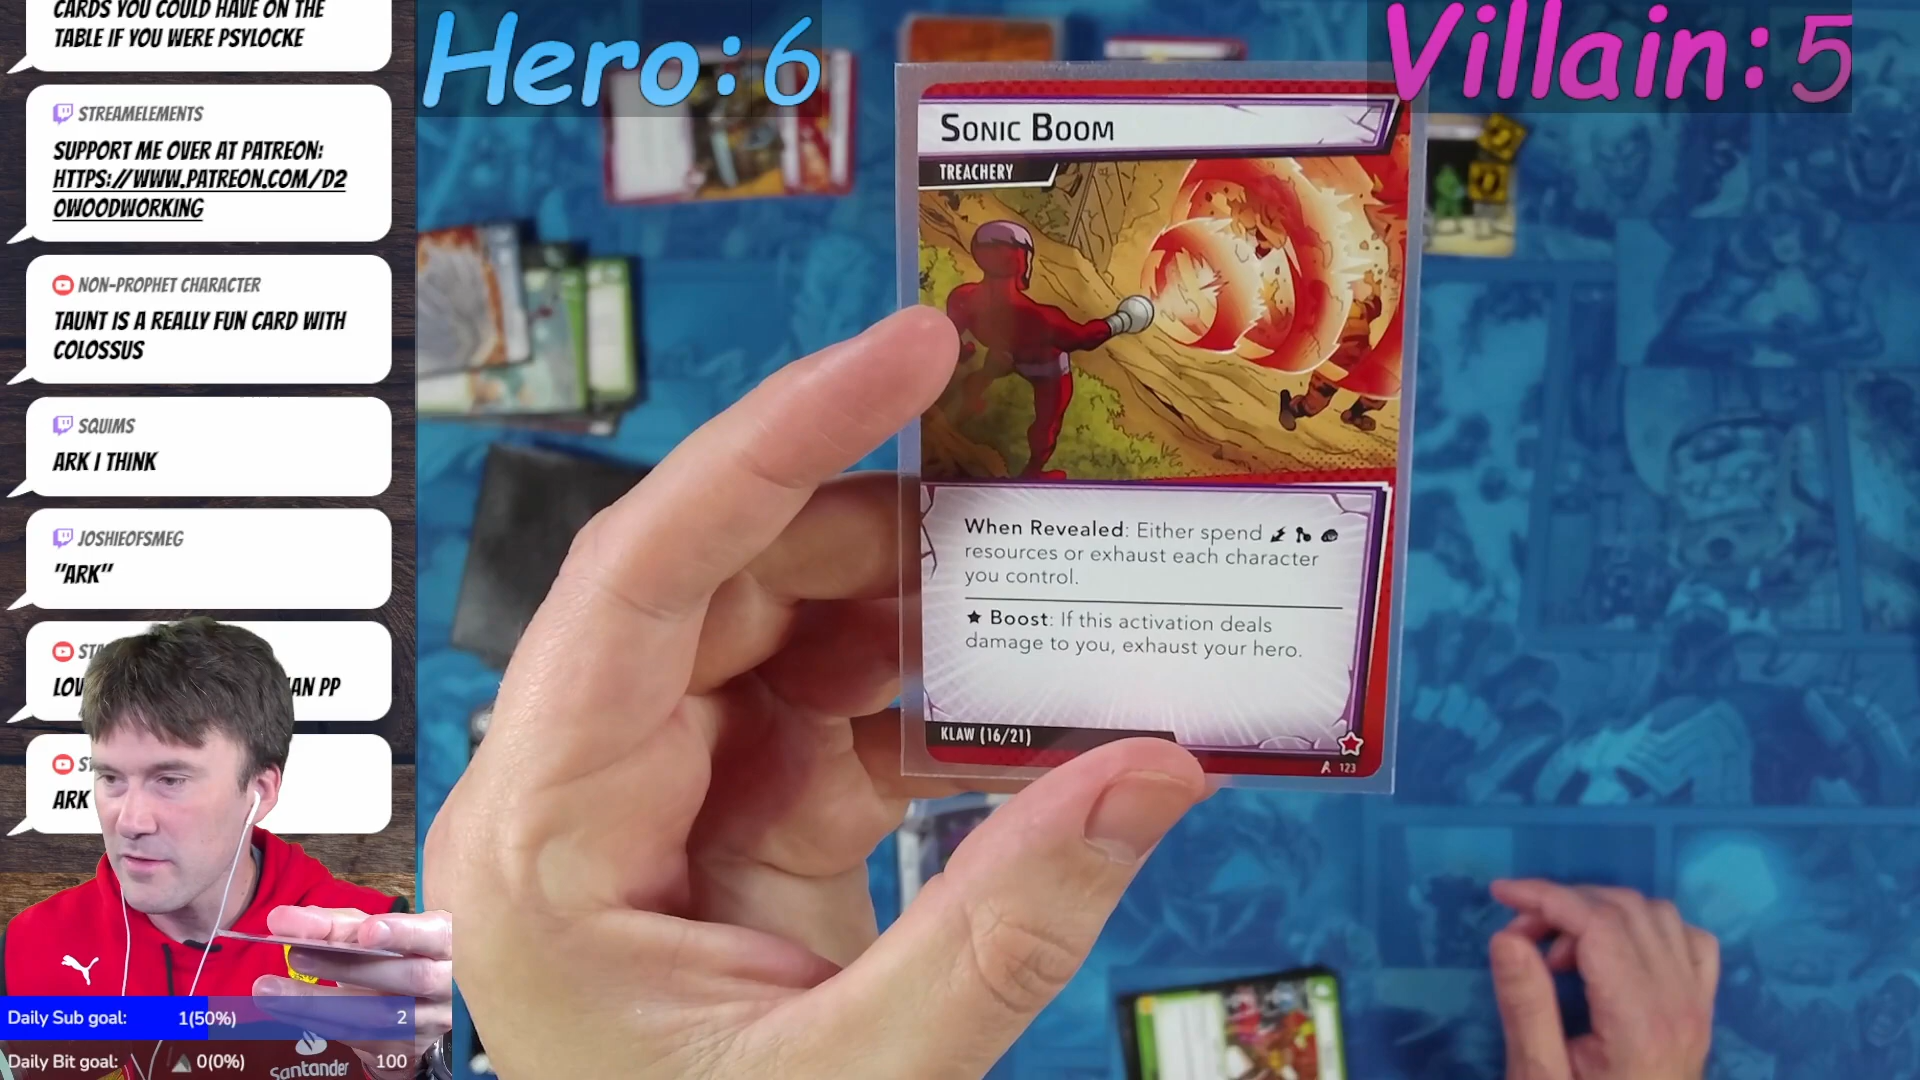 CARDS YOU COULD HAVE ON THE
TABLE IF YOU WERE PSYLOCKE
STREAMELEMENTS
SUPPORT ME OVER AT PATREON:
HTTPS://WWW.PATREON.COM/D2
0WOODWORKING
NON-PROPHET CHARACTER
TAUNT IS A REALLY FUN CARD WITH
COLOSSUS
SQUIMS
ARK I THINK
JOSHIEOFSMEG
"ARK"
AN PP
ARK
Daily Sub goal: 1(50%) 2
Daily Bit goal: 0(0%) 100
Santander
Hero: 6
Villain: 5
SONIC BOOM
TREACHERY
When Revealed: Either spend
resources or exhaust each character
you control.
★ Boost: If this activation deals
damage to you, exhaust your hero.
KLAW (16/21)
123